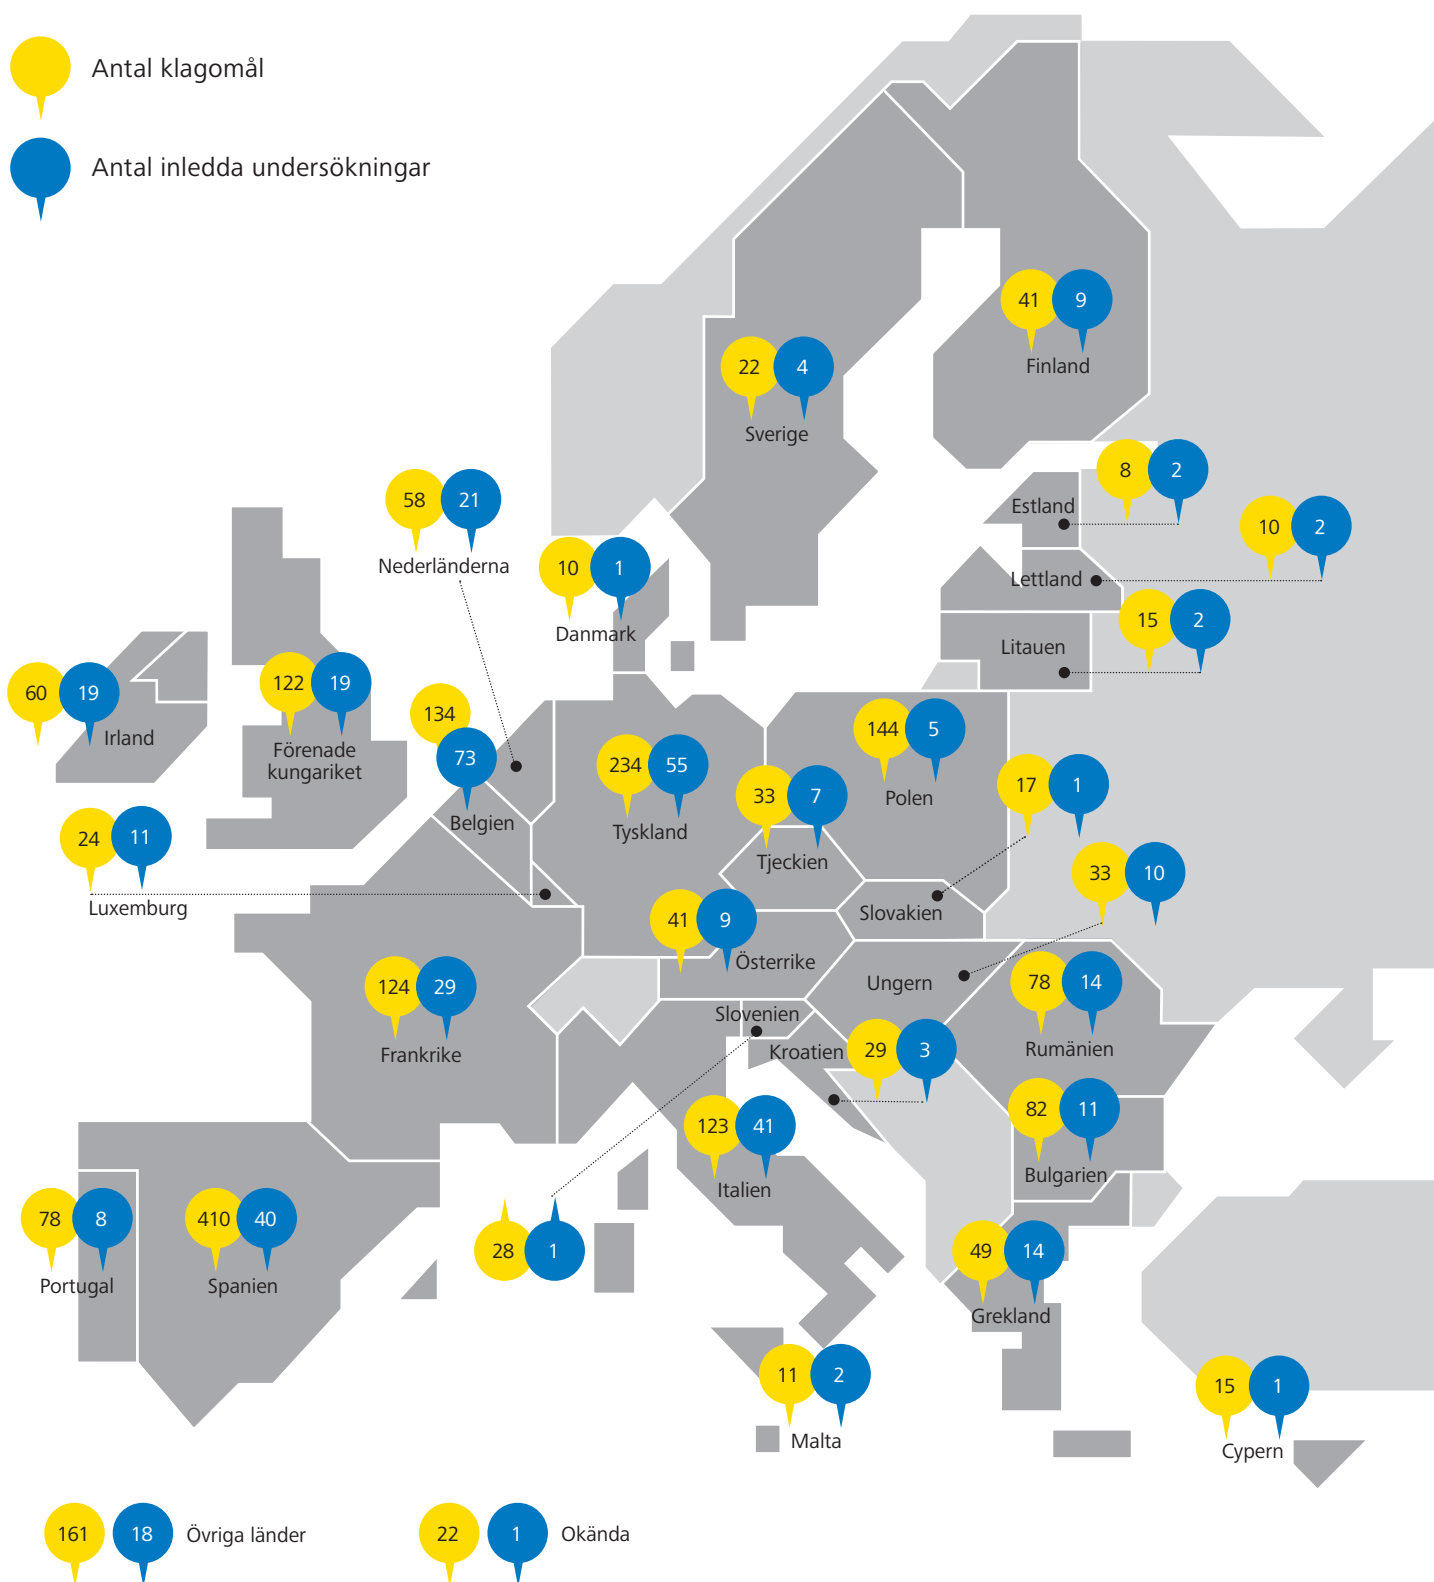 Antal klagomål
Antal inledda undersökningar
41 9
Finland
22 4
Sverige
8 2
Estland
58 21
Nederländerna
10 2
Lettland
10 1
Danmark
15 2
Litauen
60 19
Irland
122 19
Förenade
kungariket
134
73
Belgien
234 55
Tyskland
144 5
Polen
33 7
Tjeckien
17 1
Slovakien
24 11
Luxemburg
33 10
Ungern
41 9
Österrike
124 29
Frankrike
78 14
Rumänien
Slovenien
28 1
Kroatien
29 3
82 11
Bulgarien
123 41
Italien
78 8
Portugal
410 40
Spanien
49 14
Grekland
11 2
Malta
15 1
Cypern
161 18 Övriga länder
22 1 Okända